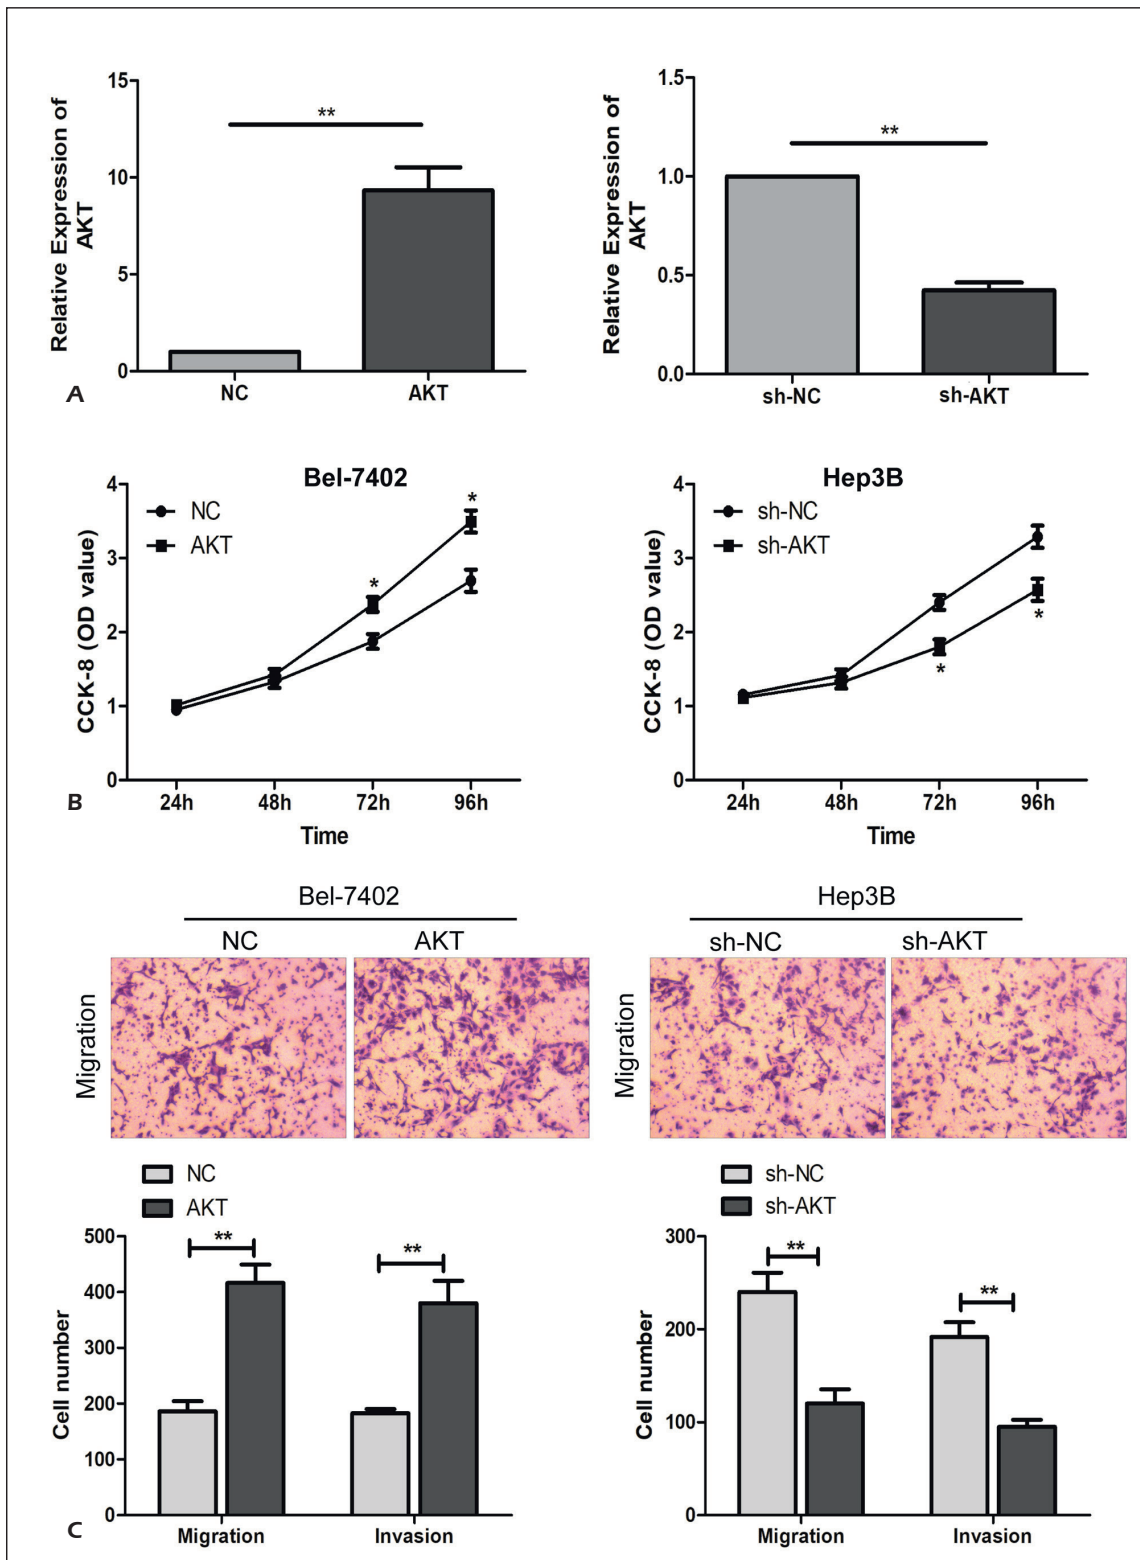 15
10
5
0
Relative Expression of
AKT
**
NC
AKT
1.5
1.0
0.5
0.0
Relative Expression of
AKT
**
sh-NC
sh-AKT
A
Bel-7402
4
3
2
1
0
CCK-8 (OD value)
NC
AKT
*
*
24h
48h
72h
96h
Time
Hep3B
4
3
2
1
0
CCK-8 (OD value)
sh-NC
sh-AKT
*
*
24h
48h
72h
96h
Time
B
Bel-7402
NC
AKT
Migration
Hep3B
sh-NC
sh-AKT
Migration
NC
AKT
500
400
300
200
100
0
Cell number
**
**
Migration
Invasion
sh-NC
sh-AKT
300
200
100
0
Cell number
**
**
Migration
Invasion
C